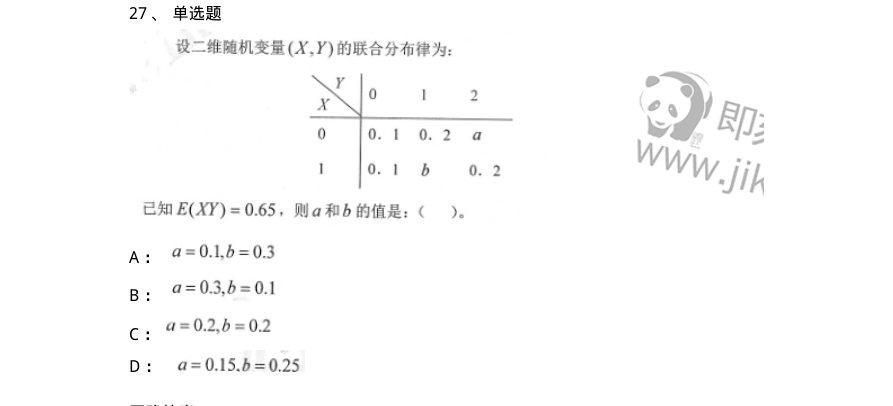 27 、 单选题
设二维随机变量(X,Y)的联合分布律为:
Y
X
0 1 2
0 0. 1 0. 2 a
1 0. 1 b 0. 2
已知E(XY) = 0.65, 则a和b的值是:( )。
A： a = 0.1,b = 0.3
B： a = 0.3,b = 0.1
C： a = 0.2,b = 0.2
D： a = 0.15,b = 0.25
即
www.jik